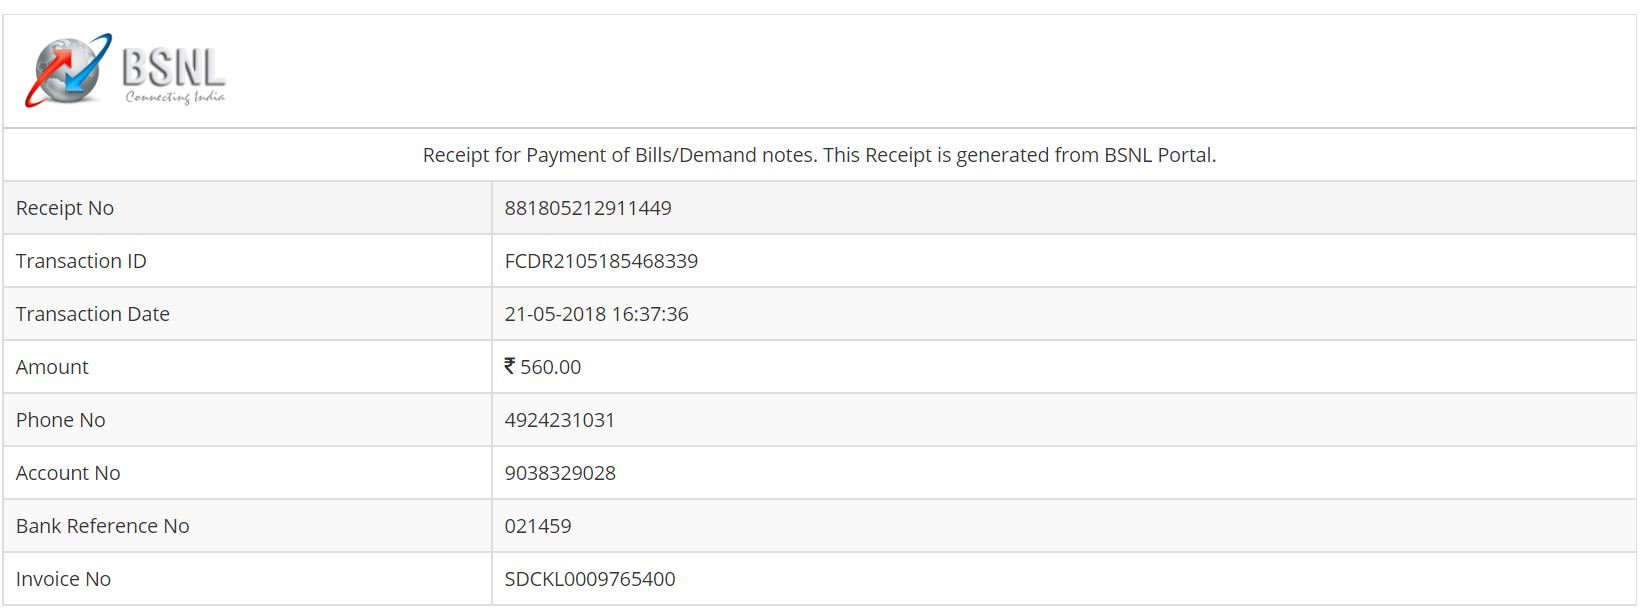 BSNL
Connecting India
Receipt for Payment of Bills/Demand notes. This Receipt is generated from BSNL Portal.
Receipt No 881805212911449
Transaction ID FCDR2105185468339
Transaction Date 21-05-2018 16:37:36
Amount ₹ 560.00
Phone No 4924231031
Account No 9038329028
Bank Reference No 021459
Invoice No SDCKL0009765400